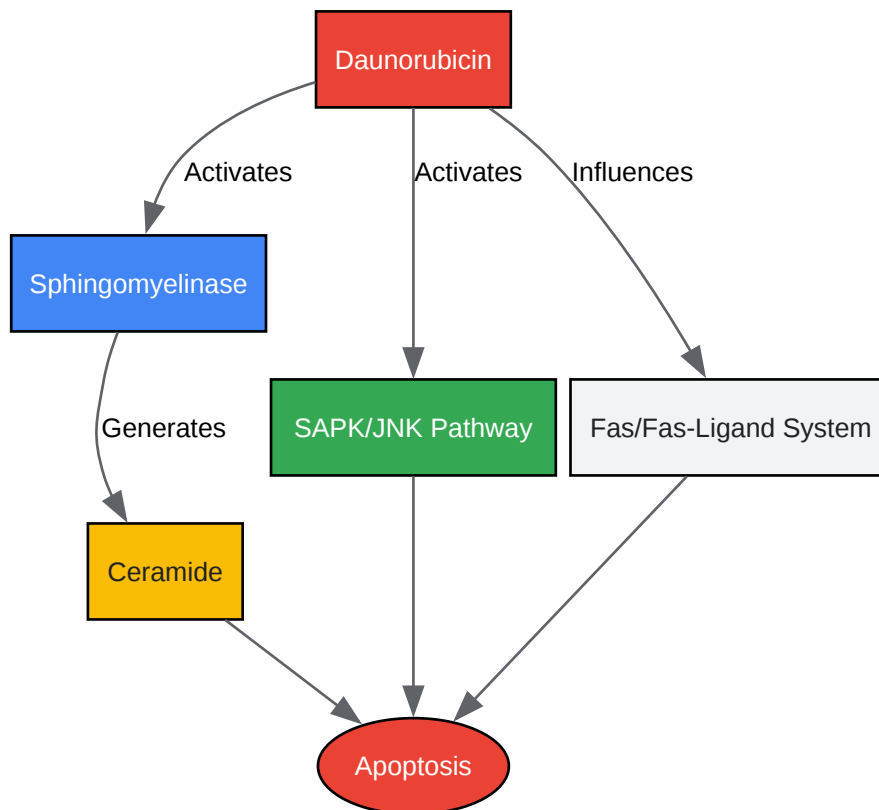 Daunorubicin
Activates
Activates
Influences
Sphingomyelinase
Generates
SAPK/JNK Pathway
Fas/Fas-Ligand System
Ceramide
Apoptosis